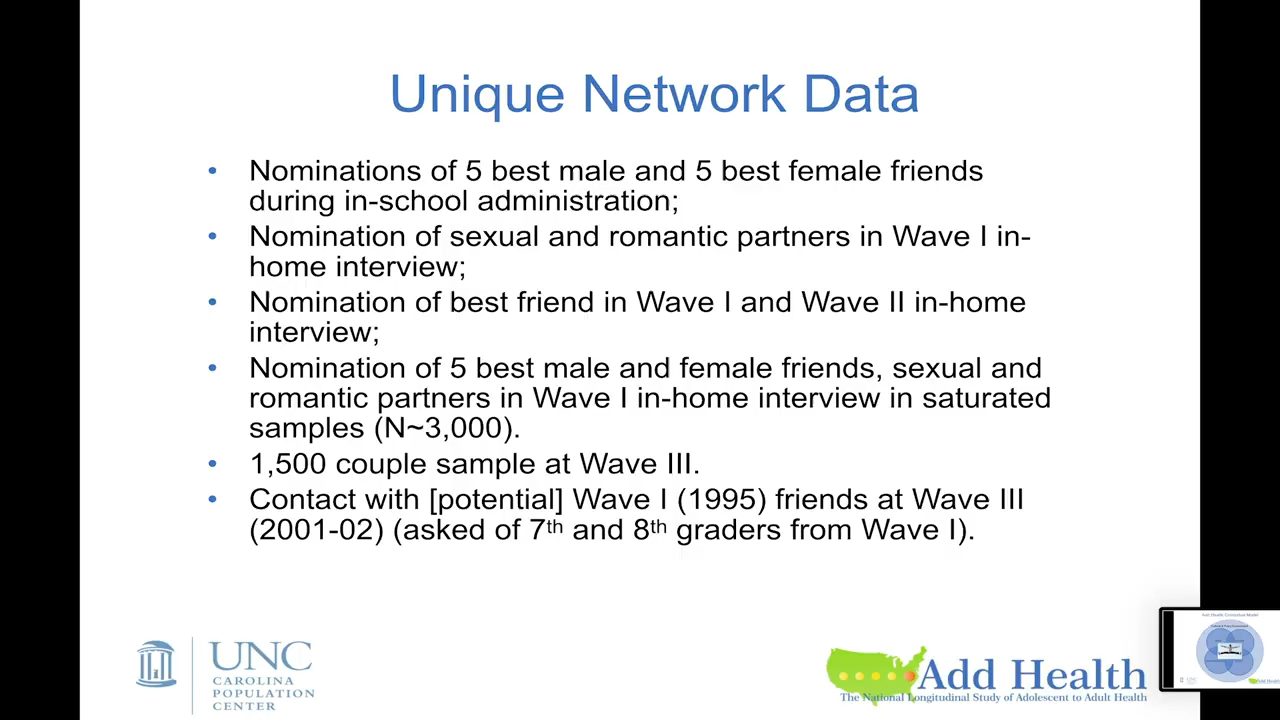 Unique Network Data
• Nominations of 5 best male and 5 best female friends
during in-school administration;
• Nomination of sexual and romantic partners in Wave I in-
home interview;
• Nomination of best friend in Wave I and Wave II in-home
interview;
• Nomination of 5 best male and female friends, sexual and
romantic partners in Wave I in-home interview in saturated
samples (N~3,000).
• 1,500 couple sample at Wave III.
• Contact with [potential] Wave I (1995) friends at Wave III
(2001-02) (asked of 7th and 8th graders from Wave I).
UNC
CAROLINA
POPULATION
CENTER
Add Health
The National Longitudinal Study of Adolescent to Adult Health
Add Health